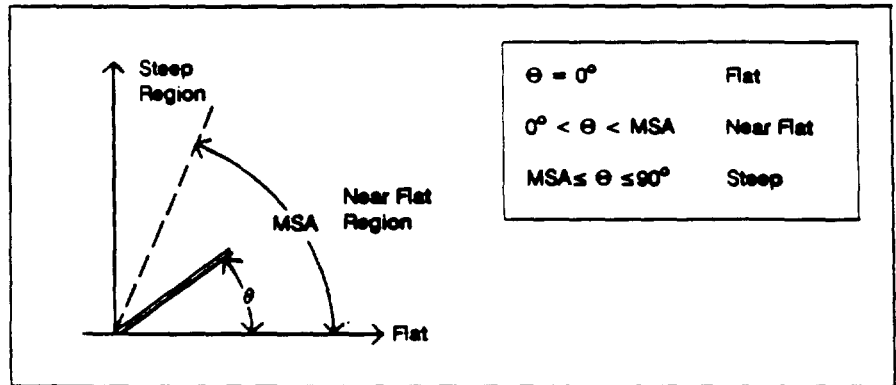 Steep
Region
Near Flat
MSA Region
θ
Flat
Θ = 0° Flat
0° < Θ < MSA Near Flat
MSA ≤ Θ ≤ 90° Steep